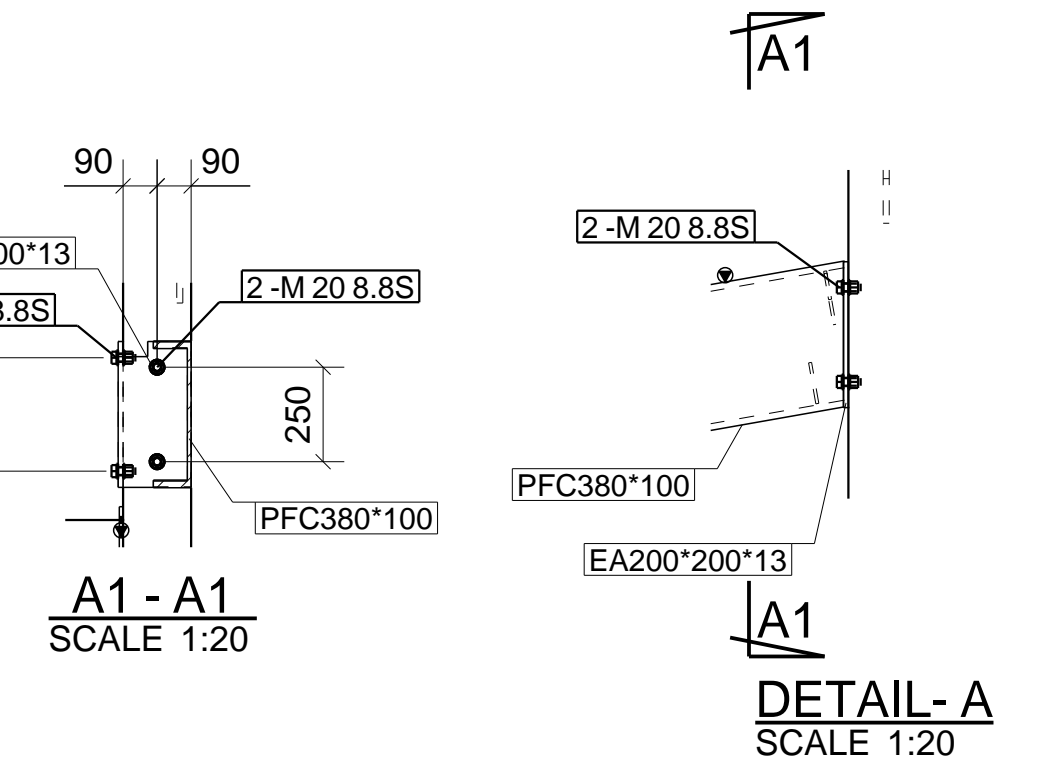 A1
90
90
00*13
2 -M 20 8.8S
8.8S
2 -M 20 8.8S
250
PFC380*100
PFC380*100
EA200*200*13
A1 - A1
SCALE 1:20
A1
DETAIL- A
SCALE 1:20